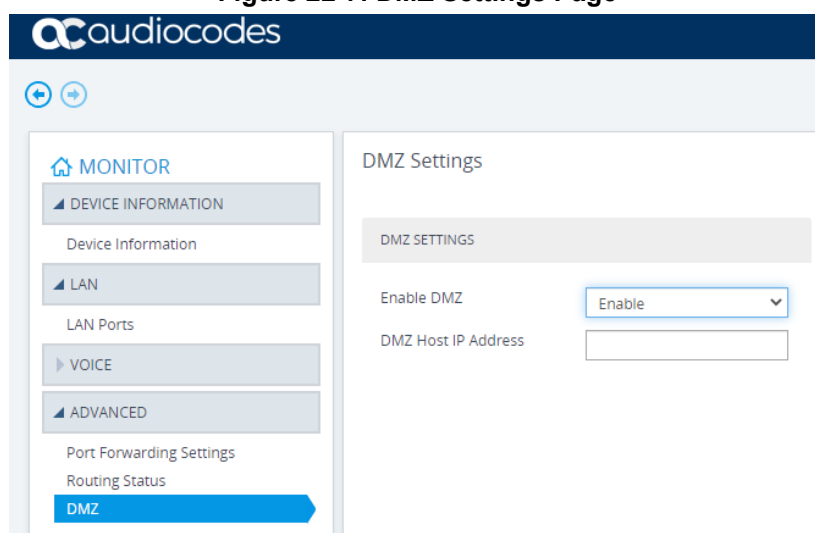 audiocodes
MONITOR
DEVICE INFORMATION
Device Information
LAN
LAN Ports
VOICE
ADVANCED
Port Forwarding Settings
Routing Status
DMZ
DMZ Settings
DMZ SETTINGS
Enable DMZ
Enable
DMZ Host IP Address